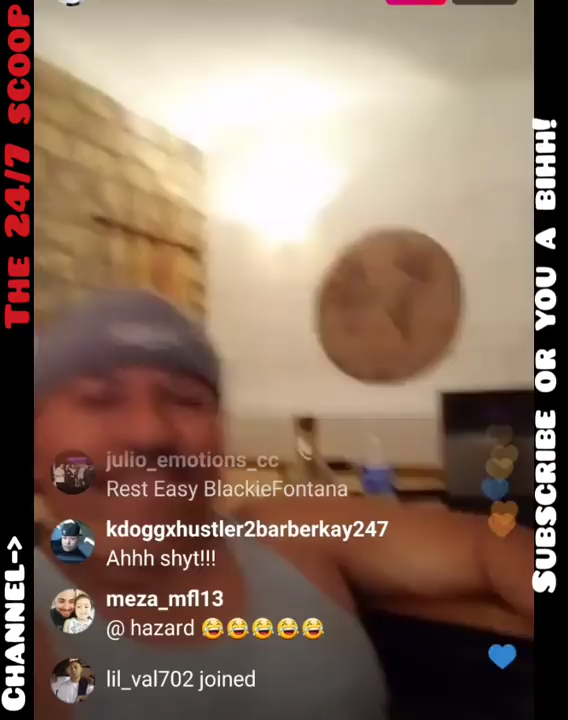 THE 24/7 SCOOP
CHANNEL->
julio_emotions_cc
Rest Easy BlackieFontana
kdoggxhustler2barberkay247
Ahhh shyt!!!
meza_mfl13
@ hazard 😂😂😂😂😂
lil_val702 joined
SUBSCRIBE OR YOU A BIHH!